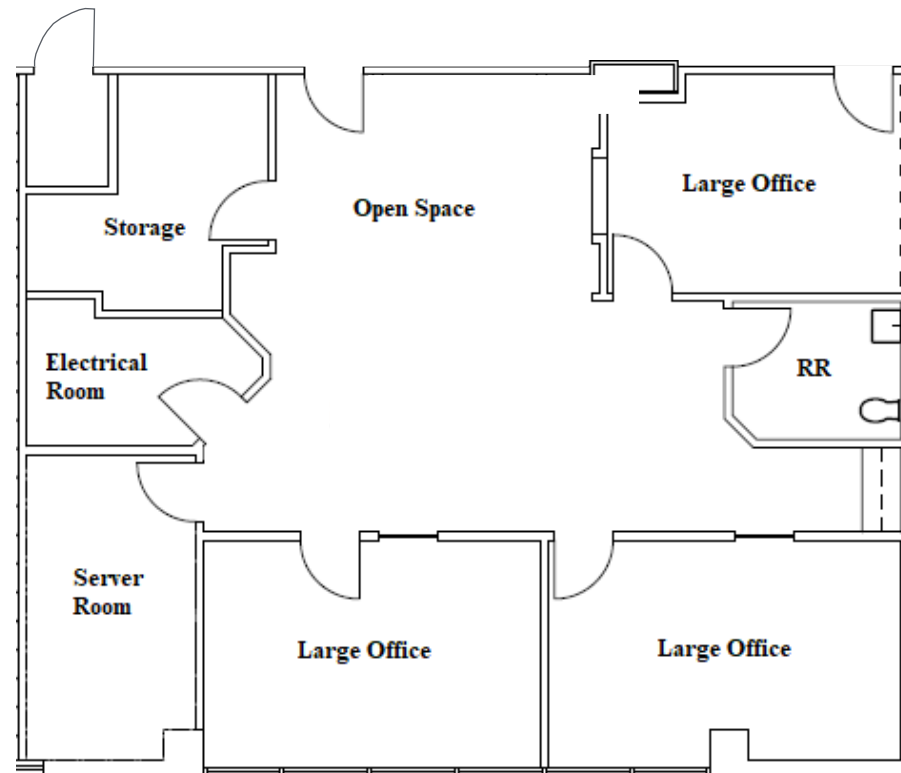 Large Office
Open Space
Storage
Electrical
Room
RR
Server
Room
Large Office
Large Office